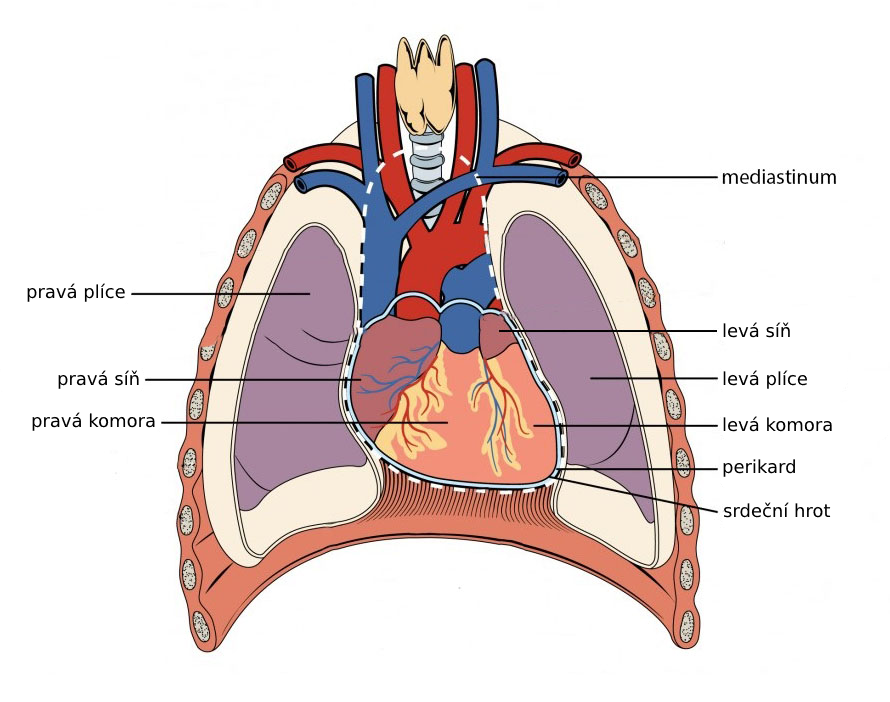 mediastinum
pravá plíce
levá síň
pravá síň
levá plíce
pravá komora
levá komora
perikard
srdeční hrot